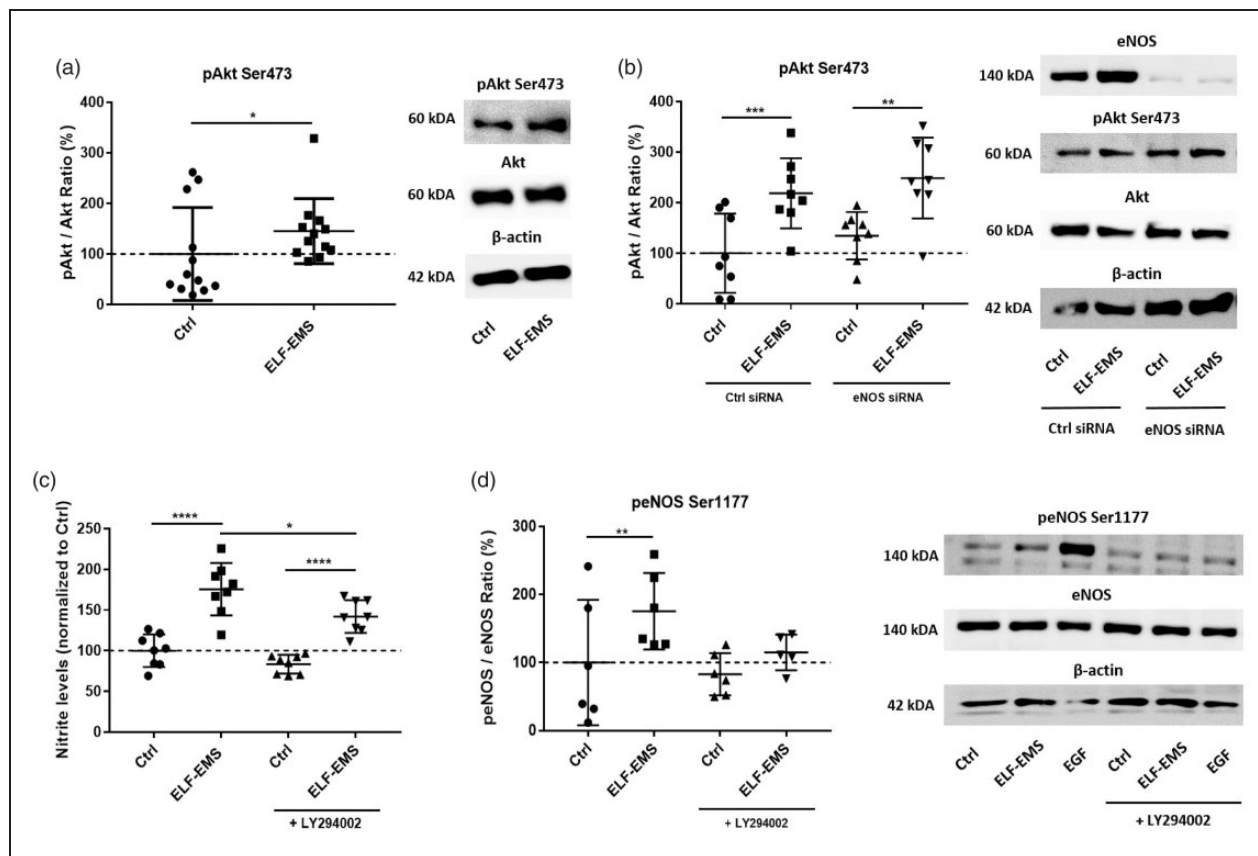 (a)
pAkt Ser473
pAkt / Akt Ratio (%)
400
300
200
100
0
*
Ctrl
ELF-EMS
pAkt Ser473
60 kDA
Akt
60 kDA
β-actin
42 kDA
Ctrl
ELF-EMS
(b)
pAkt Ser473
pAkt / Akt Ratio (%)
400
300
200
100
0
***
**
Ctrl
ELF-EMS
Ctrl
ELF-EMS
Ctrl siRNA
eNOS siRNA
eNOS
140 kDA
pAkt Ser473
60 kDA
Akt
60 kDA
β-actin
42 kDA
Ctrl
ELF-EMS
Ctrl
ELF-EMS
Ctrl siRNA
eNOS siRNA
(c)
Nitrite levels (normalized to Ctrl)
250
200
150
100
50
0
****
*
****
Ctrl
ELF-EMS
Ctrl
ELF-EMS
+ LY294002
(d)
peNOS Ser1177
peNOS / eNOS Ratio (%)
300
200
100
0
**
Ctrl
ELF-EMS
Ctrl
ELF-EMS
+ LY294002
peNOS Ser1177
140 kDA
eNOS
140 kDA
β-actin
42 kDA
Ctrl
ELF-EMS
EGF
Ctrl
ELF-EMS
EGF
+ LY294002